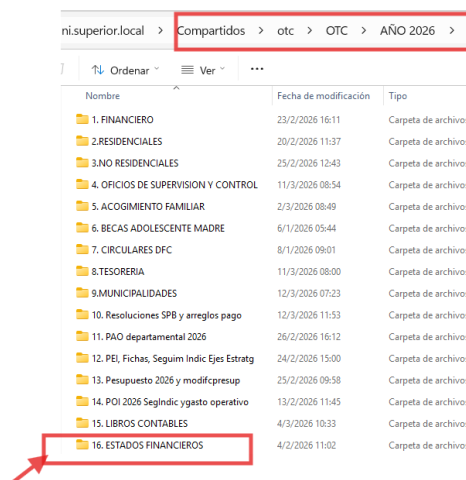 ni.superior.local > Compartidos > otc > OTC > AÑO 2026 >
Ordenar Ver ...
Nombre Fecha de modificación Tipo
1. FINANCIERO 23/2/2026 16:11 Carpeta de archivos
2.RESIDENCIALES 20/2/2026 11:37 Carpeta de archivos
3.NO RESIDENCIALES 25/2/2026 12:43 Carpeta de archivos
4. OFICIOS DE SUPERVISION Y CONTROL 11/3/2026 08:54 Carpeta de archivos
5. ACOGIMIENTO FAMILIAR 2/3/2026 08:49 Carpeta de archivos
6. BECAS ADOLESCENTE MADRE 6/1/2026 05:44 Carpeta de archivos
7. CIRCULARES DFC 8/1/2026 09:01 Carpeta de archivos
8.TESORERIA 11/3/2026 08:00 Carpeta de archivos
9.MUNICIPALIDADES 12/3/2026 07:23 Carpeta de archivos
10. Resoluciones SPB y arreglos pago 12/3/2026 11:53 Carpeta de archivos
11. PAO departamental 2026 26/2/2026 16:12 Carpeta de archivos
12. PEI, Fichas, Seguim Indic Ejes Estratg 24/2/2026 15:00 Carpeta de archivos
13. Pesupuesto 2026 y modifcpresup 25/2/2026 09:58 Carpeta de archivos
14. POI 2026 SegIndic ygasto operativo 13/2/2026 11:45 Carpeta de archivos
15. LIBROS CONTABLES 4/3/2026 10:33 Carpeta de archivos
16. ESTADOS FINANCIEROS 4/2/2026 11:02 Carpeta de archivos